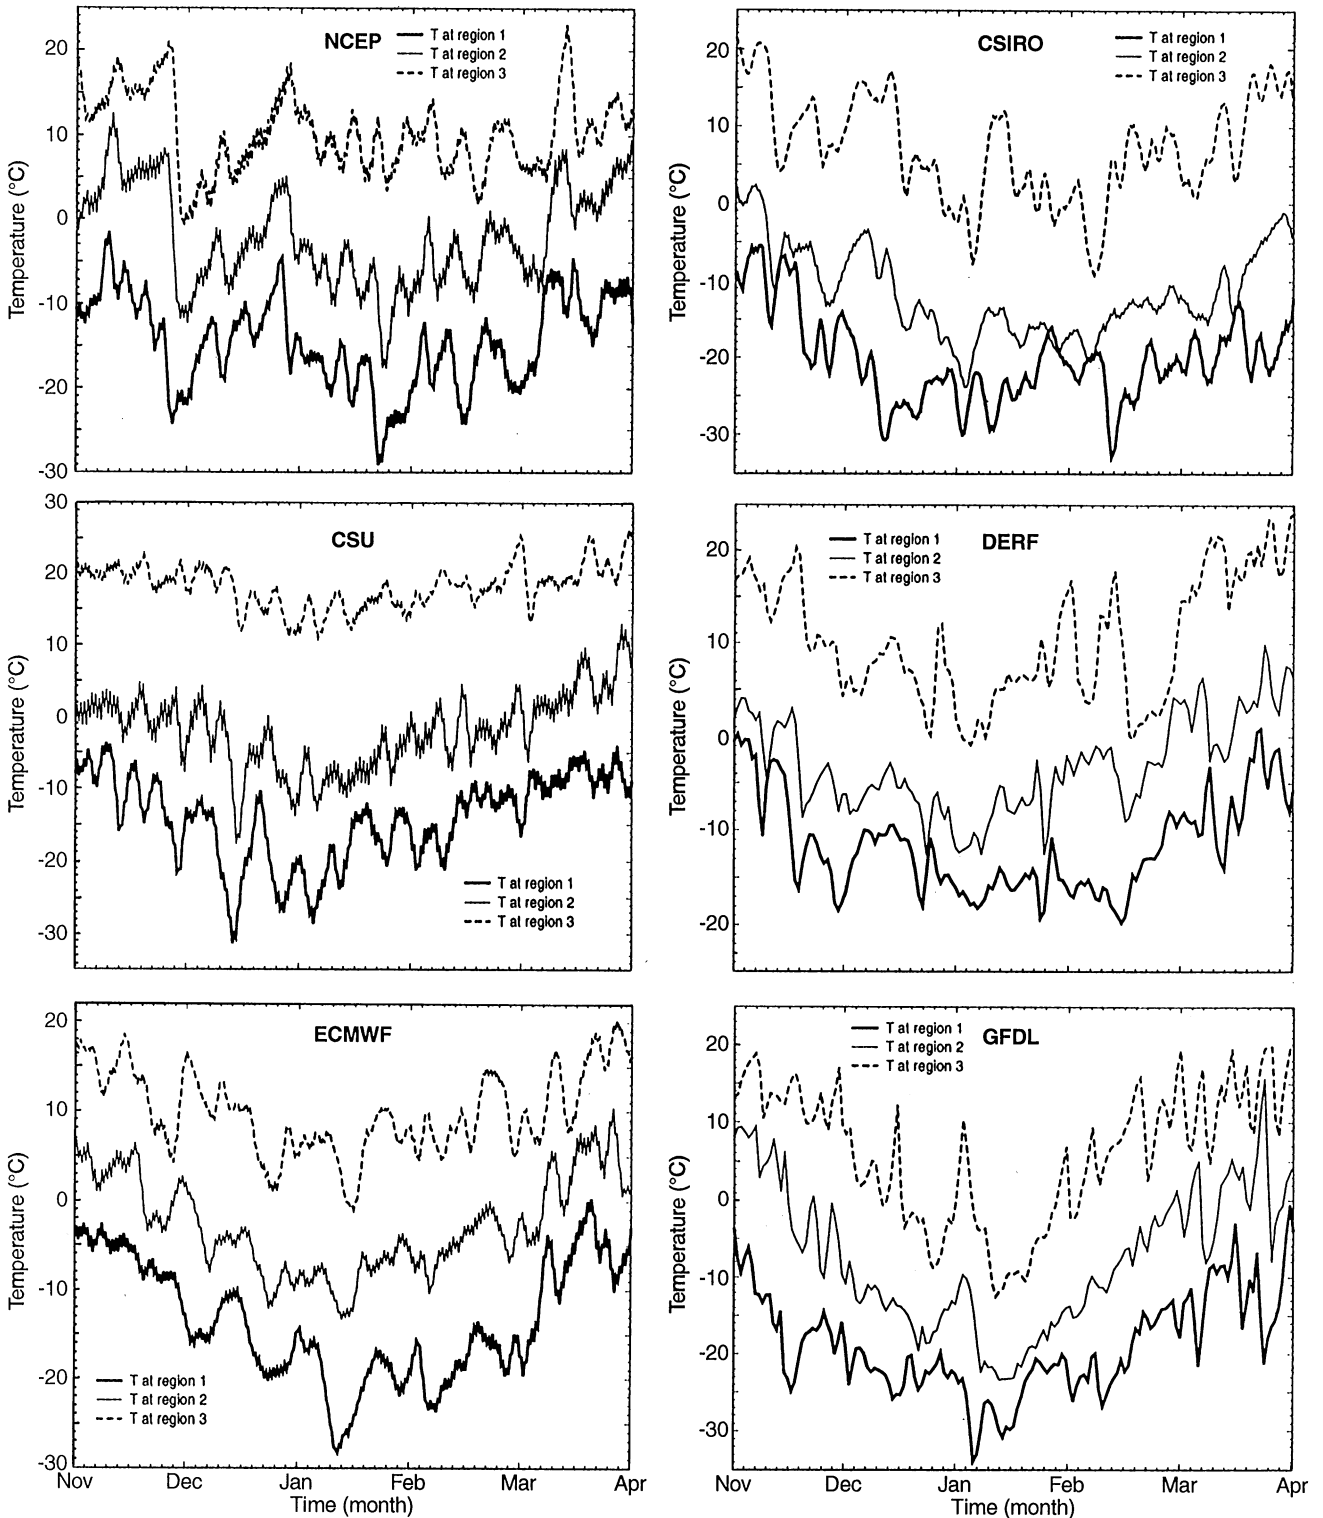 NCEP
T at region 1
T at region 2
T at region 3
20
10
0
-10
-20
-30
Temperature (°C)
CSIRO
T at region 1
T at region 2
T at region 3
20
10
0
-10
-20
-30
Temperature (°C)
CSU
30
20
10
0
-10
-20
-30
Temperature (°C)
T at region 1
T at region 2
T at region 3
DERF
T at region 1
T at region 2
T at region 3
20
10
0
-10
-20
Temperature (°C)
ECMWF
20
10
0
-10
-20
-30
Temperature (°C)
T at region 1
T at region 2
T at region 3
Nov Dec Jan Feb Mar Apr
Time (month)
GFDL
T at region 1
T at region 2
T at region 3
20
10
0
-10
-20
-30
Temperature (°C)
Nov Dec Jan Feb Mar Apr
Time (month)